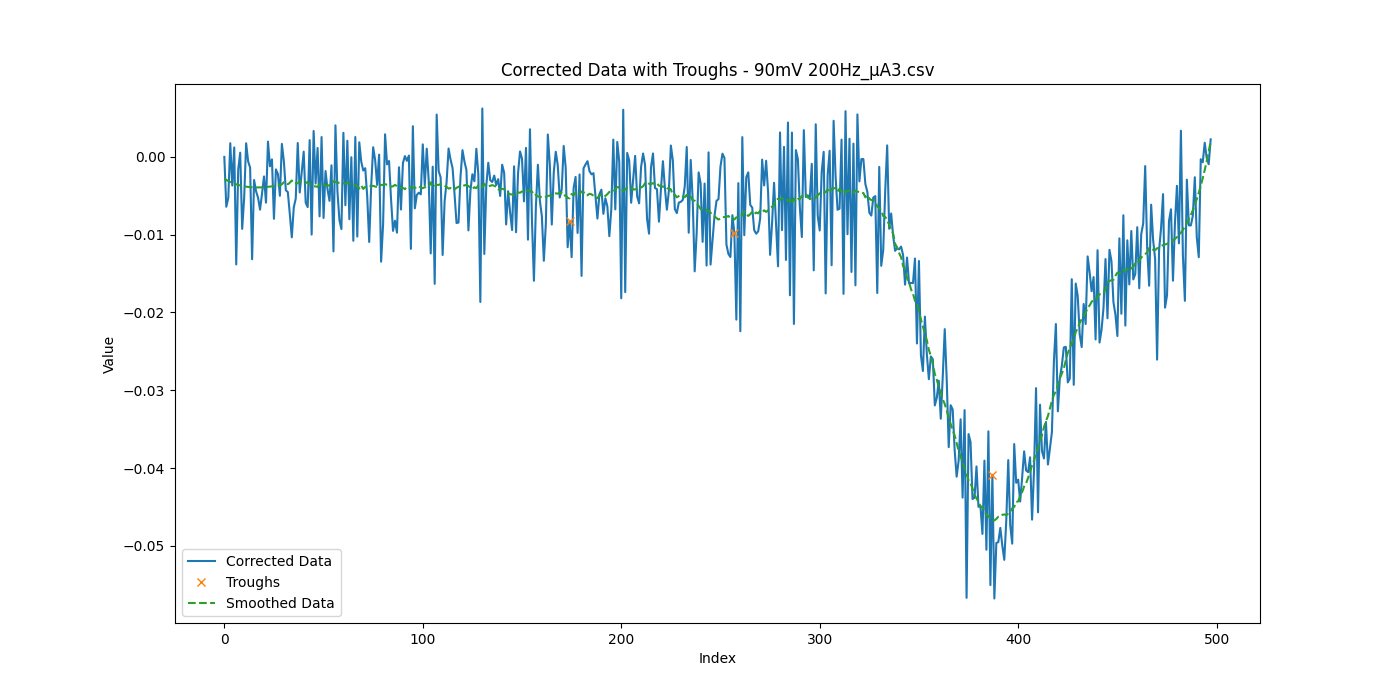 Corrected Data with Troughs - 90mV 200Hz_µA3.csv
0.00
−0.01
−0.02
−0.03
−0.04
−0.05
Value
Corrected Data
Troughs
Smoothed Data
0 100 200 300 400 500
Index